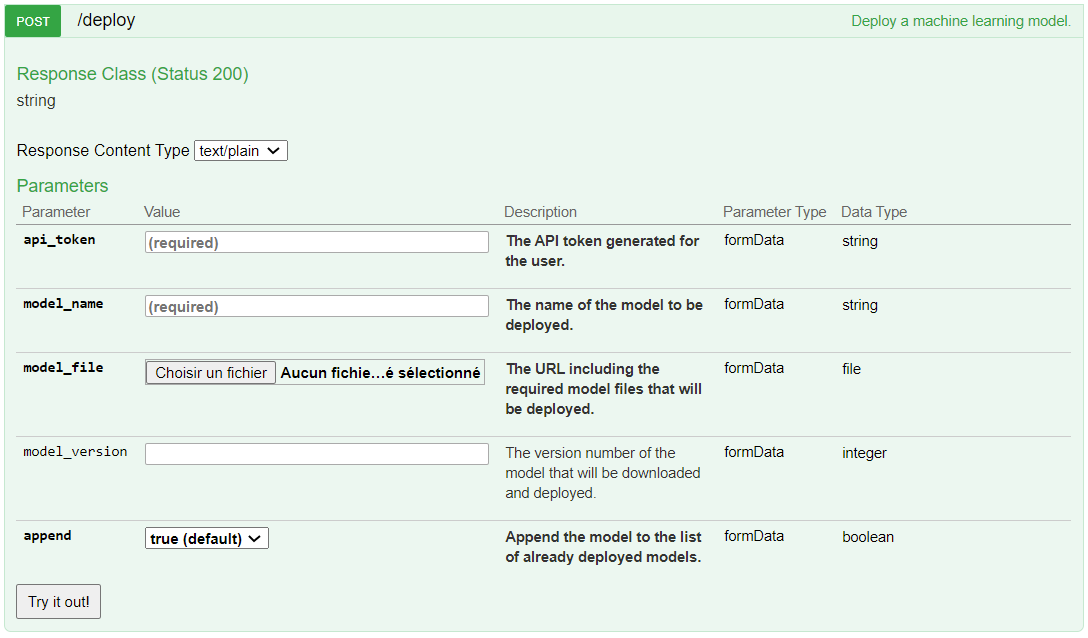 POST /deploy Deploy a machine learning model.
Response Class (Status 200)
string
Response Content Type text/plain
Parameters
Parameter Value Description Parameter Type Data Type
api_token (required) The API token generated for formData string
the user.
model_name (required) The name of the model to be formData string
deployed.
model_file Choisir un fichier Aucun fichie…é sélectionné The URL including the formData file
required model files that will
be deployed.
model_version The version number of the formData integer
model that will be downloaded
and deployed.
append true (default) Append the model to the list formData boolean
of already deployed models.
Try it out!